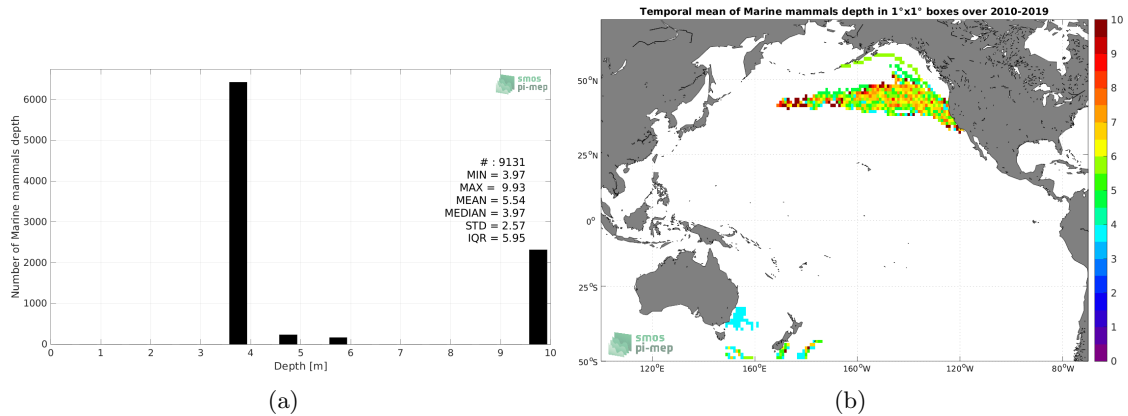 smos
pi-mep
Number of Marine mammals depth
6000
5000
4000
3000
2000
1000
0
# : 9131
MIN = 3.97
MAX = 9.93
MEAN = 5.54
MEDIAN = 3.97
STD = 2.57
IQR = 5.95
0 1 2 3 4 5 6 7 8 9 10
Depth [m]
(a)
Temporal mean of Marine mammals depth in 1°x1° boxes over 2010-2019
50°N
25°N
0°
25°S
50°S
120°W 160°W 160°W 120°W 80°W
smos
pi-mep
10
9
8
7
6
5
4
3
2
1
0
(b)